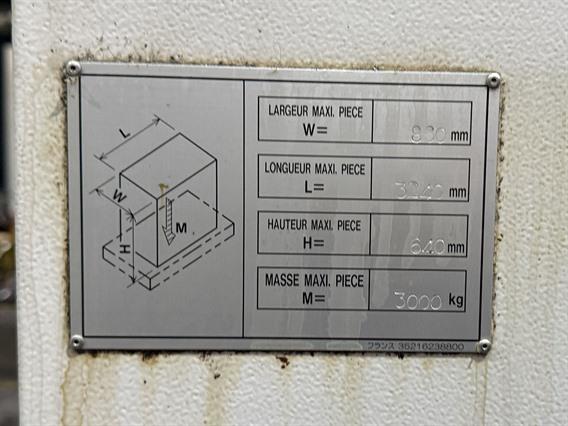 L
W
H
M
LARGEUR MAXI. PIECE
W= 830 mm
LONGUEUR MAXI. PIECE
L= 3240 mm
HAUTEUR MAXI. PIECE
H= 640 mm
MASSE MAXI. PIECE
M= 3000 kg
フランス 35216238800